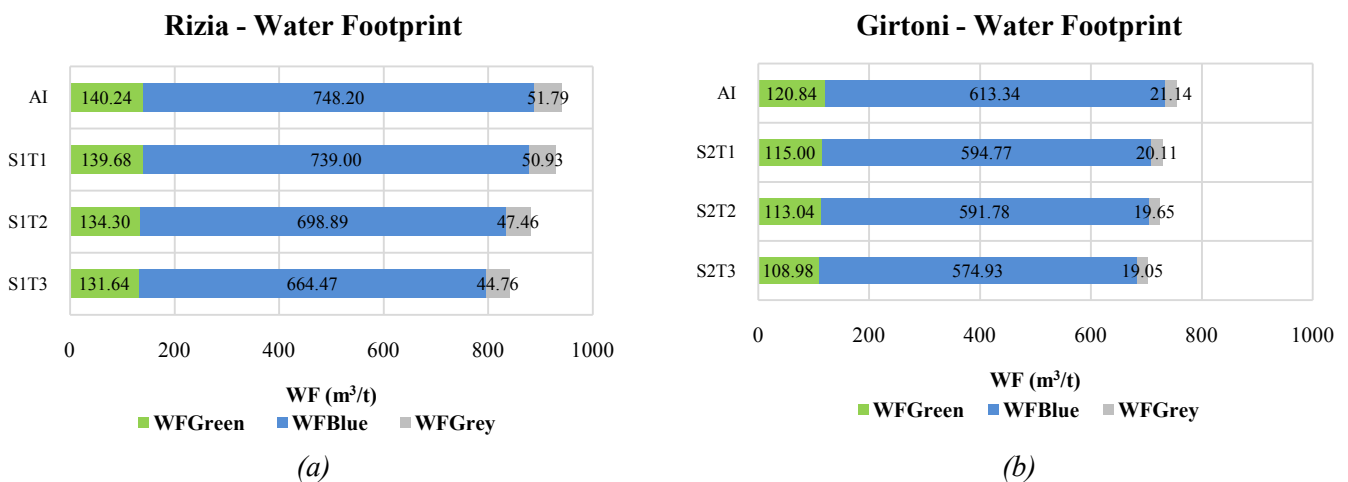 Rizia - Water Footprint
AI 140.24 748.20 51.79
S1T1 139.68 739.00 50.93
S1T2 134.30 698.89 47.46
S1T3 131.64 664.47 44.76
0 200 400 600 800 1000
WF (m³/t)
WFGreen WFBlue WFGrey
(a)
Girtoni - Water Footprint
AI 120.84 613.34 21.14
S2T1 115.00 594.77 20.11
S2T2 113.04 591.78 19.65
S2T3 108.98 574.93 19.05
0 200 400 600 800 1000
WF (m³/t)
WFGreen WFBlue WFGrey
(b)